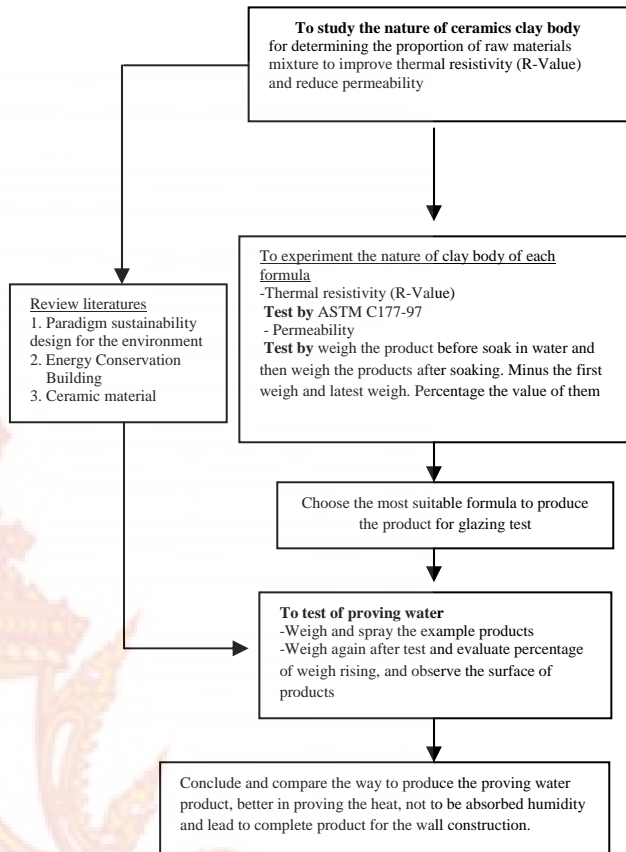 To study the nature of ceramics clay body
for determining the proportion of raw materials
mixture to improve thermal resistivity (R-Value)
and reduce permeability
To experiment the nature of clay body of each
formula
-Thermal resistivity (R-Value)
Test by ASTM C177-97
- Permeability
Test by weigh the product before soak in water and
then weigh the products after soaking. Minus the first
weigh and latest weigh. Percentage the value of them
Review literatures
1. Paradigm sustainability
design for the environment
2. Energy Conservation
Building
3. Ceramic material
Choose the most suitable formula to produce
the product for glazing test
To test of proving water
-Weigh and spray the example products
-Weigh again after test and evaluate percentage
of weigh rising, and observe the surface of
products
Conclude and compare the way to produce the proving water
product, better in proving the heat, not to be absorbed humidity
and lead to complete product for the wall construction.